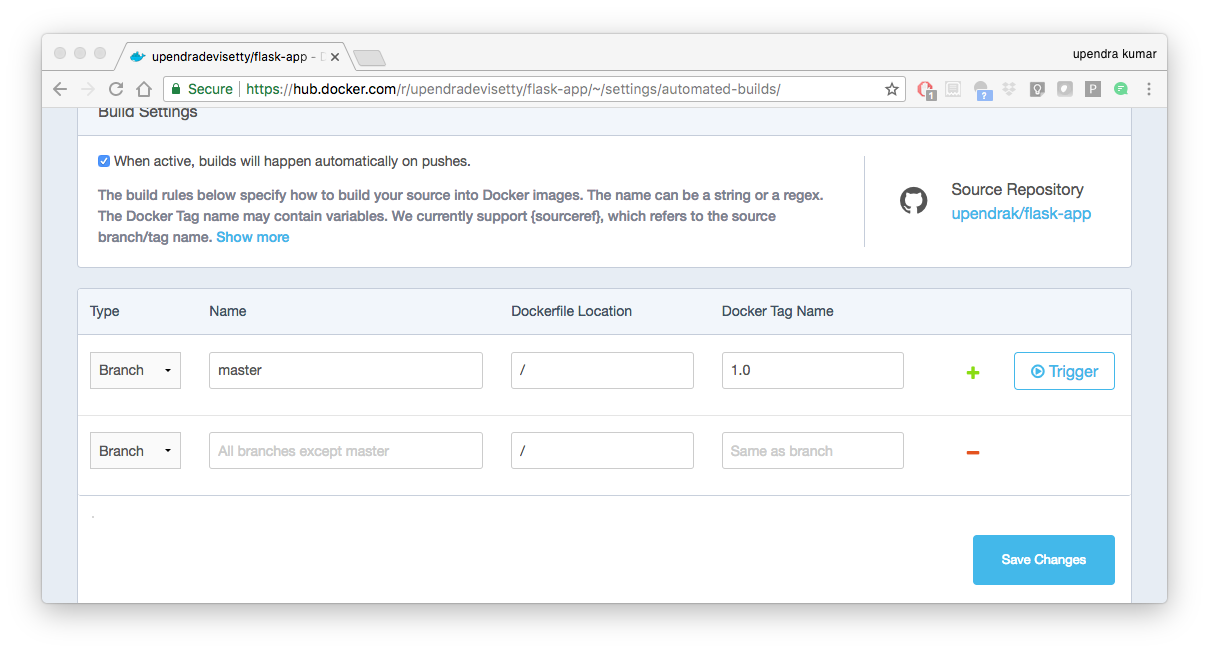 upendradevisetty/flask-app - D
upendra kumar
Secure https://hub.docker.com/r/upendradevisetty/flask-app/~/settings/automated-builds/
1
?
P
Build Settings
When active, builds will happen automatically on pushes.
The build rules below specify how to build your source into Docker images. The name can be a string or a regex.
The Docker Tag name may contain variables. We currently support {sourceref}, which refers to the source
branch/tag name. Show more
Source Repository
upendrak/flask-app
Type Name Dockerfile Location Docker Tag Name
Branch master / 1.0 Trigger
Branch All branches except master / Same as branch
Save Changes